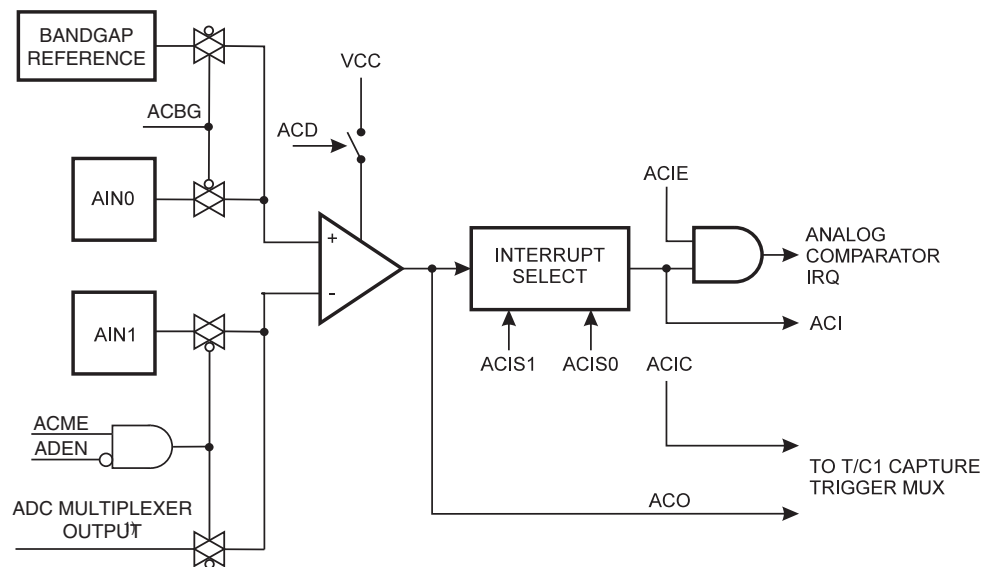 BANDGAP
REFERENCE
VCC
ACBG
ACD
AIN0
ACIE
+
-
INTERRUPT
SELECT
ANALOG
COMPARATOR
IRQ
AIN1
ACI
ACIS1
ACIS0
ACIC
ACME
ADEN
TO T/C1 CAPTURE
TRIGGER MUX
ACO
ADC MULTIPLEXER
OUTPUT
1)